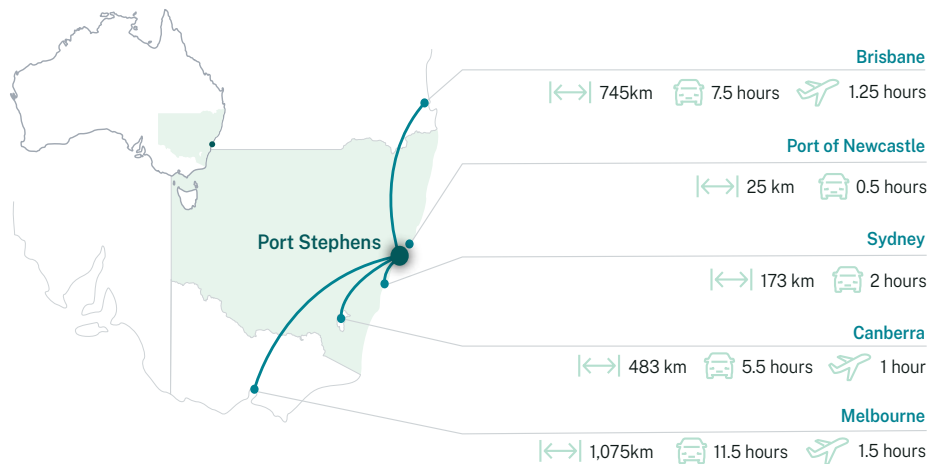 Brisbane
745km 7.5 hours 1.25 hours
Port of Newcastle
25 km 0.5 hours
Port Stephens
Sydney
173 km 2 hours
Canberra
483 km 5.5 hours 1 hour
Melbourne
1,075km 11.5 hours 1.5 hours